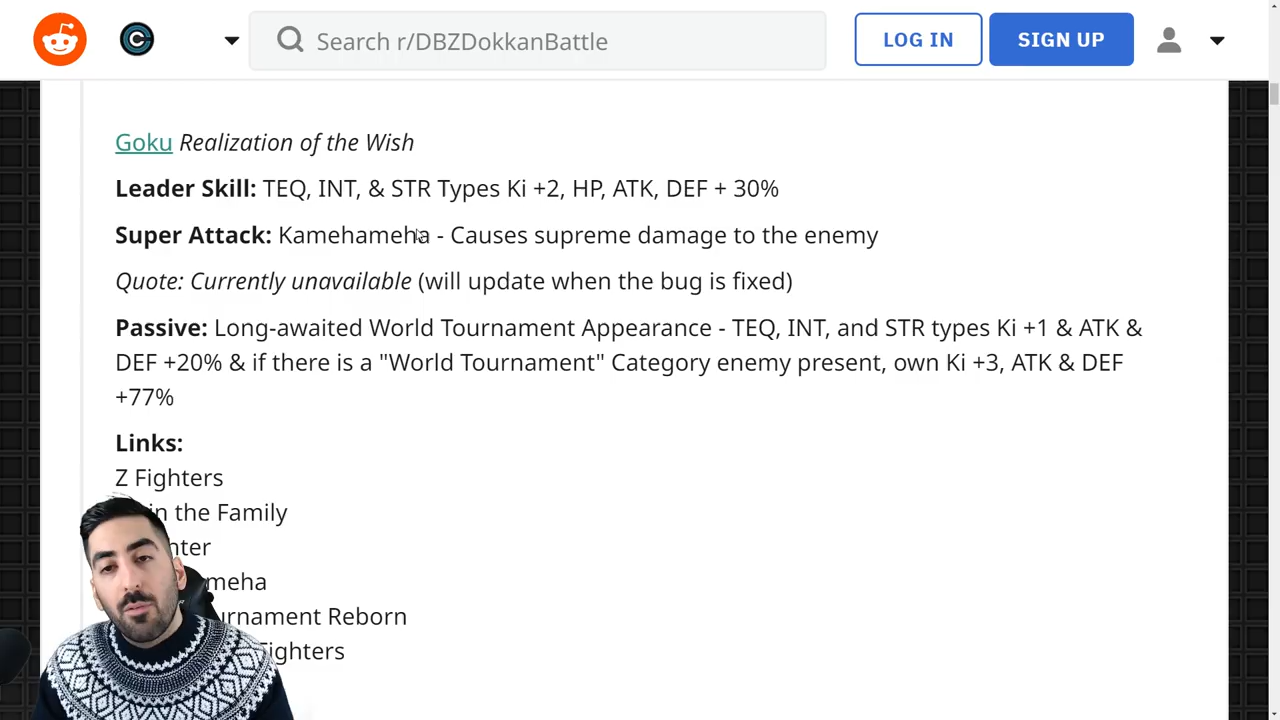 Search r/DBZDokkanBattle
LOG IN
SIGN UP
Goku Realization of the Wish
Leader Skill: TEQ, INT, & STR Types Ki +2, HP, ATK, DEF + 30%
Super Attack: Kamehameha - Causes supreme damage to the enemy
Quote: Currently unavailable (will update when the bug is fixed)
Passive: Long-awaited World Tournament Appearance - TEQ, INT, and STR types Ki +1 & ATK &
DEF +20% & if there is a "World Tournament" Category enemy present, own Ki +3, ATK & DEF
+77%
Links:
Z Fighters
in the Family
meha
Reborn
ighters